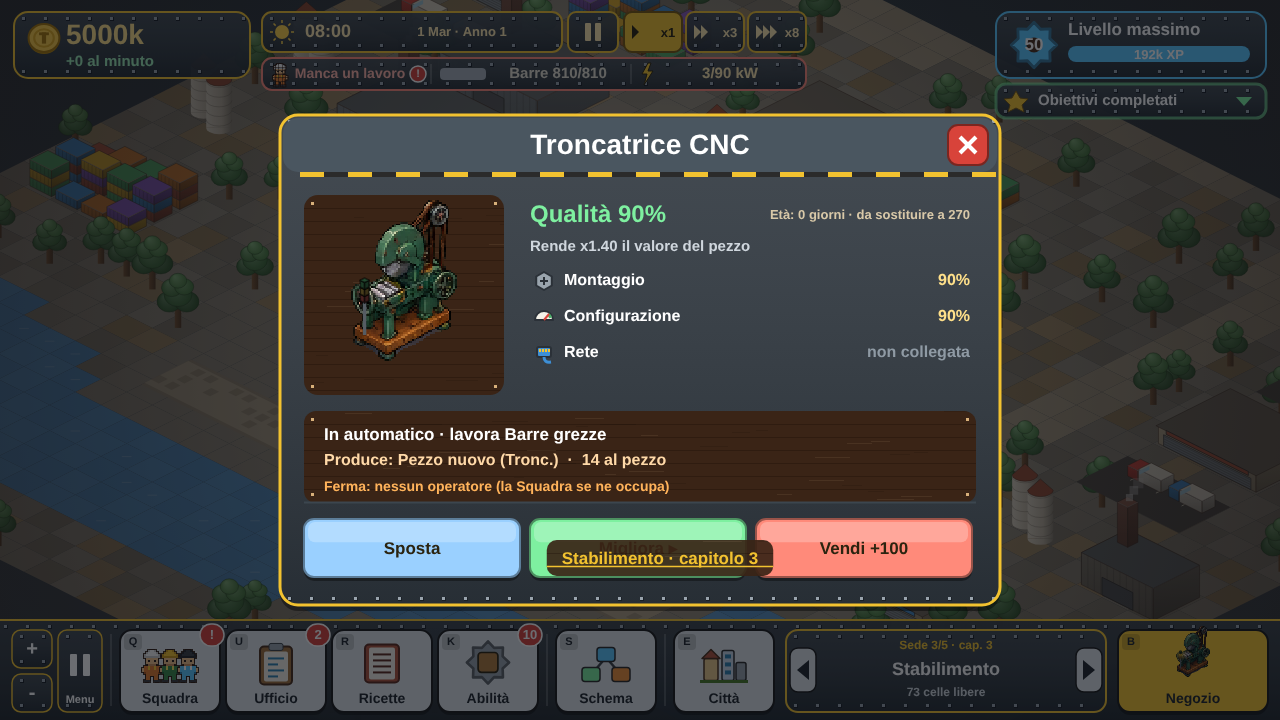 5000k
+0 al minuto
08:00
1 Mar · Anno 1
x1
x3
x8
Manca un lavoro !
Barre 810/810
3/90 kW
50
Livello massimo
192k XP
Obiettivi completati
Troncatrice CNC
Qualità 90%
Età: 0 giorni · da sostituire a 270
Rende x1.40 il valore del pezzo
Montaggio 90%
Configurazione 90%
Rete non collegata
In automatico · lavora Barre grezze
Produce: Pezzo nuovo (Tronc.) · 14 al pezzo
Ferma: nessun operatore (la Squadra se ne occupa)
Sposta
Vendi +100
Stabilimento · capitolo 3
+
-
Menu
Q
!
Squadra
U
2
Ufficio
R
Ricette
K
10
Abilità
S
Schema
E
Città
Sede 3/5 · cap. 3
Stabilimento
73 celle libere
B
Negozio